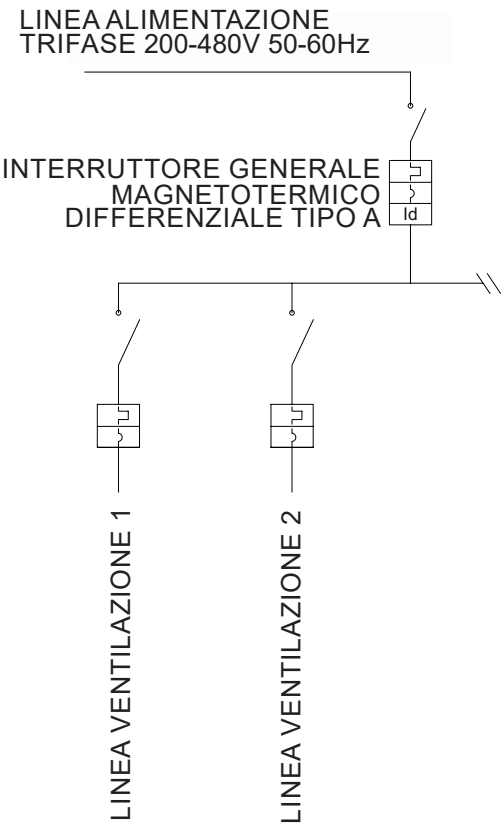 LINEA ALIMENTAZIONE
TRIFASE 200-480V 50-60Hz
INTERRUTTORE GENERALE
MAGNETOTERMICO
DIFFERENZIALE TIPO A
Id
LINEA VENTILAZIONE 1
LINEA VENTILAZIONE 2